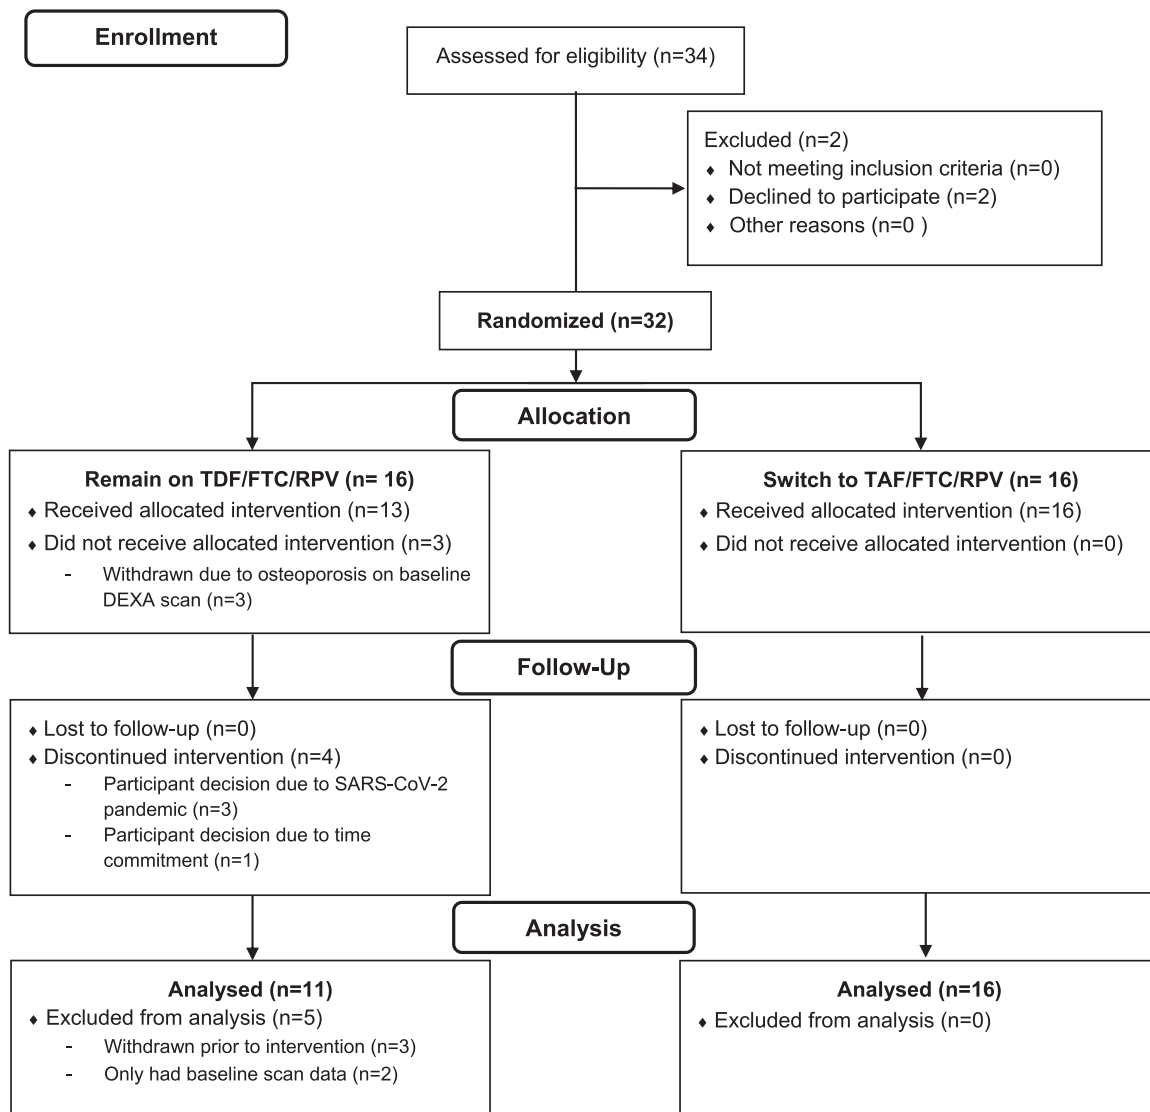 Enrollment
Assessed for eligibility (n=34)
Excluded (n=2)
♦ Not meeting inclusion criteria (n=0)
♦ Declined to participate (n=2)
♦ Other reasons (n=0 )
Randomized (n=32)
Allocation
Remain on TDF/FTC/RPV (n= 16)
♦ Received allocated intervention (n=13)
♦ Did not receive allocated intervention (n=3)
- Withdrawn due to osteoporosis on baseline
DEXA scan (n=3)
Switch to TAF/FTC/RPV (n= 16)
♦ Received allocated intervention (n=16)
♦ Did not receive allocated intervention (n=0)
Follow-Up
♦ Lost to follow-up (n=0)
♦ Discontinued intervention (n=4)
- Participant decision due to SARS-CoV-2
pandemic (n=3)
- Participant decision due to time
commitment (n=1)
♦ Lost to follow-up (n=0)
♦ Discontinued intervention (n=0)
Analysis
Analysed (n=11)
♦ Excluded from analysis (n=5)
- Withdrawn prior to intervention (n=3)
- Only had baseline scan data (n=2)
Analysed (n=16)
♦ Excluded from analysis (n=0)